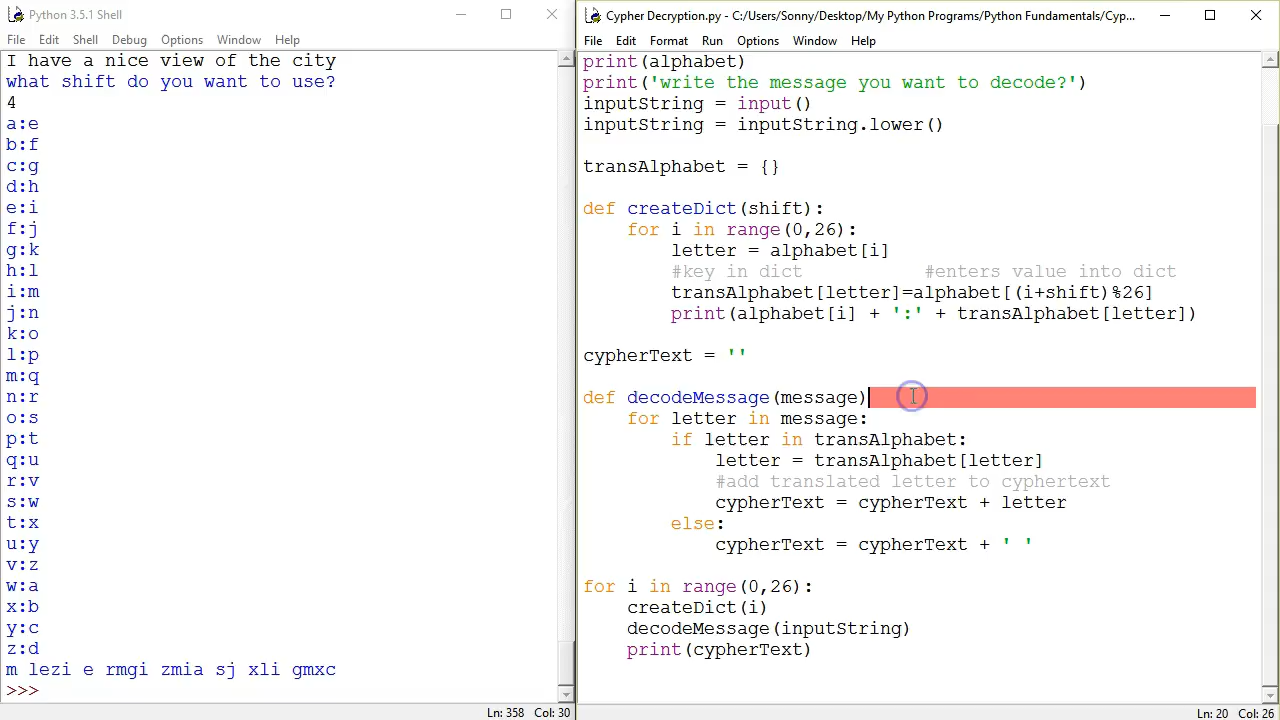 Python 3.5.1 Shell
File Edit Shell Debug Options Window Help
I have a nice view of the city
what shift do you want to use?
4
a:e
b:f
c:g
d:h
e:i
f:j
g:k
h:l
i:m
j:n
k:o
l:p
m:q
n:r
o:s
p:t
q:u
r:v
s:w
t:x
u:y
v:z
w:a
x:b
y:c
z:d
m lezi e rmgi zmia sj xli gmxc
>>>
Ln: 358 Col: 30
Cypher Decryption.py - C:/Users/Sonny/Desktop/My Python Programs/Python Fundamentals/Cyp...
File Edit Format Run Options Window Help
print(alphabet)
print('write the message you want to decode?')
inputString = input()
inputString = inputString.lower()
transAlphabet = {}
def createDict(shift):
    for i in range(0,26):
        letter = alphabet[i]
        #key in dict           #enters value into dict
        transAlphabet[letter]=alphabet[(i+shift)%26]
        print(alphabet[i] + ':' + transAlphabet[letter])
cypherText = ''
def decodeMessage(message)
    for letter in message:
        if letter in transAlphabet:
            letter = transAlphabet[letter]
            #add translated letter to cyphertext
            cypherText = cypherText + letter
        else:
            cypherText = cypherText + ' '
for i in range(0,26):
    createDict(i)
    decodeMessage(inputString)
    print(cypherText)
Ln: 20 Col: 26